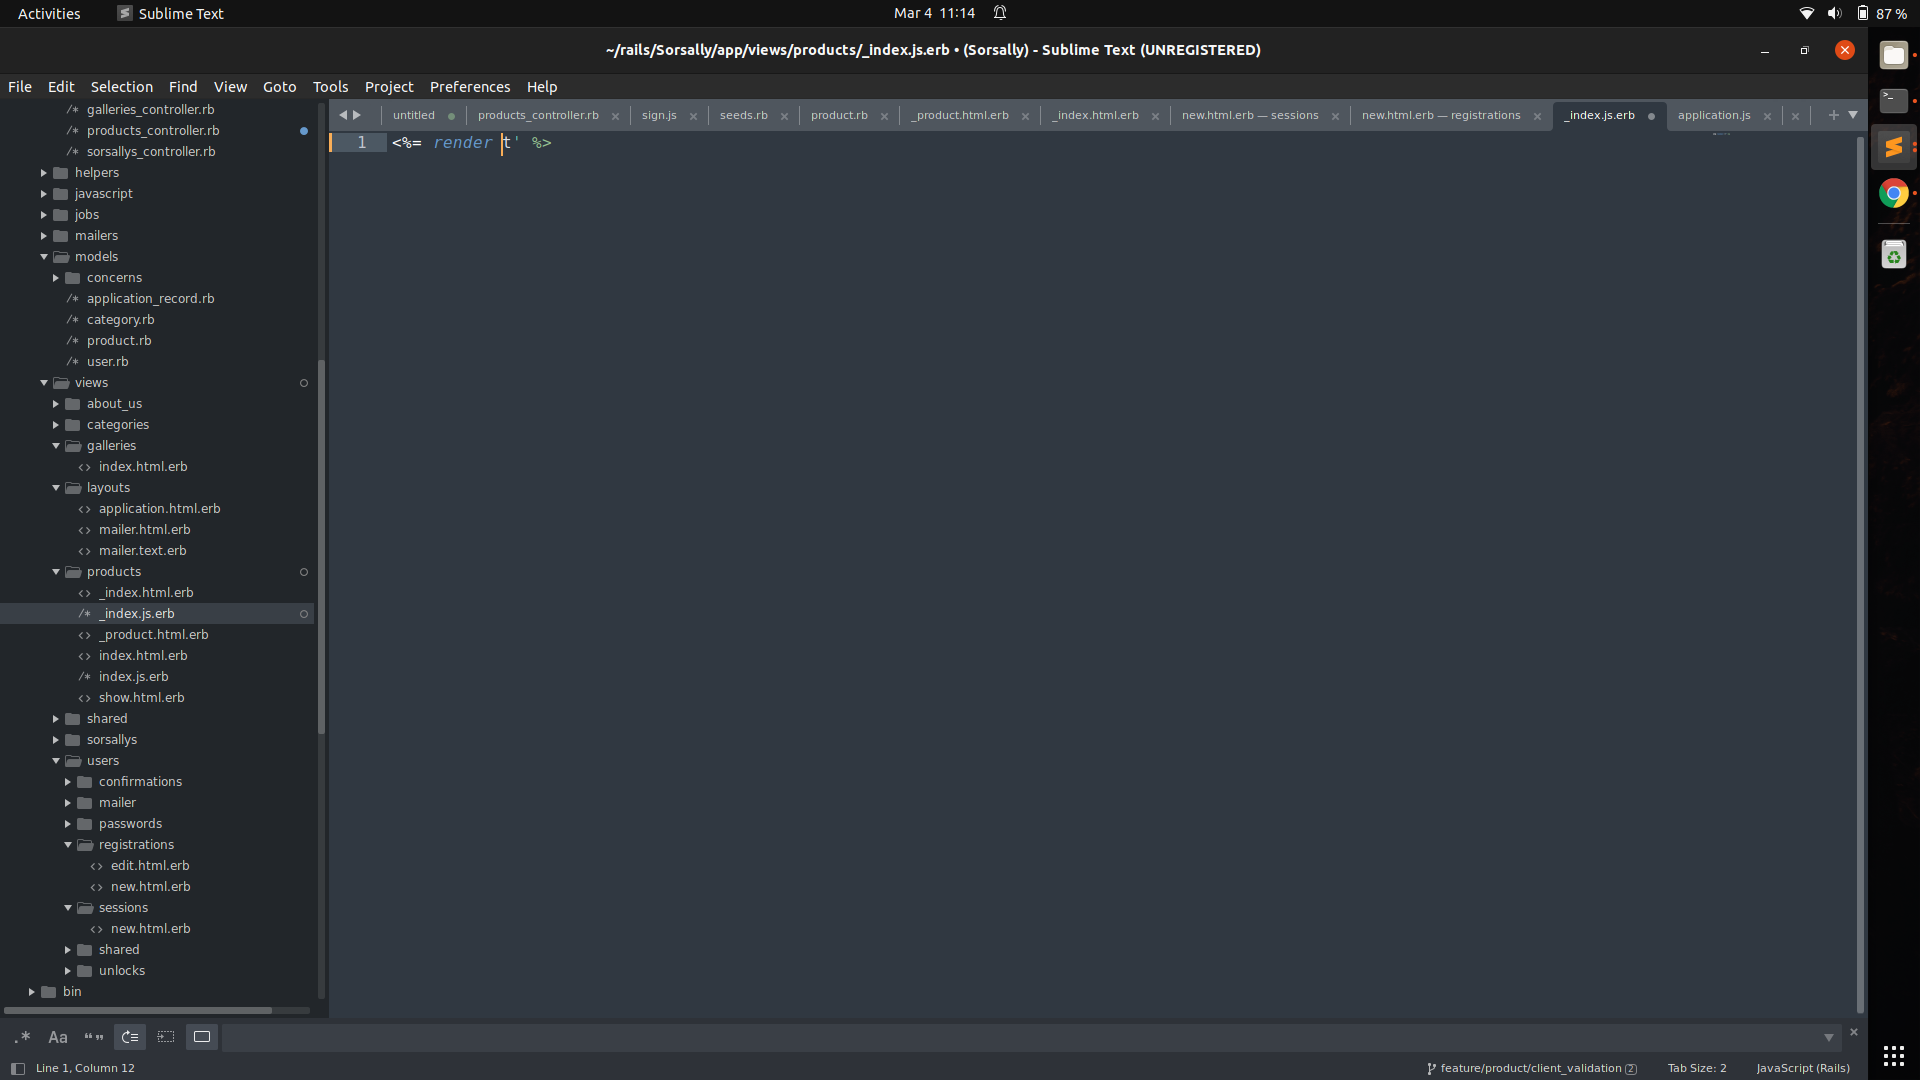 Activities Sublime Text Mar 4 11:14 87 %
~/rails/Sorsally/app/views/products/_index.js.erb • (Sorsally) - Sublime Text (UNREGISTERED)
File Edit Selection Find View Goto Tools Project Preferences Help
untitled products_controller.rb sign.js seeds.rb product.rb _product.html.erb _index.html.erb new.html.erb — sessions new.html.erb — registrations _index.js.erb application.js
1 <%= render t' %>
/* galleries_controller.rb
/* products_controller.rb
/* sorsallys_controller.rb
helpers
javascript
jobs
mailers
models
concerns
/* application_record.rb
/* category.rb
/* product.rb
/* user.rb
views
about_us
categories
galleries
<> index.html.erb
layouts
<> application.html.erb
<> mailer.html.erb
<> mailer.text.erb
products
<> _index.html.erb
/* _index.js.erb
<> _product.html.erb
<> index.html.erb
/* index.js.erb
<> show.html.erb
shared
sorsallys
users
confirmations
mailer
passwords
registrations
<> edit.html.erb
<> new.html.erb
sessions
<> new.html.erb
shared
unlocks
bin
.* Aa “”
Line 1, Column 12 feature/product/client_validation 2 Tab Size: 2 JavaScript (Rails)